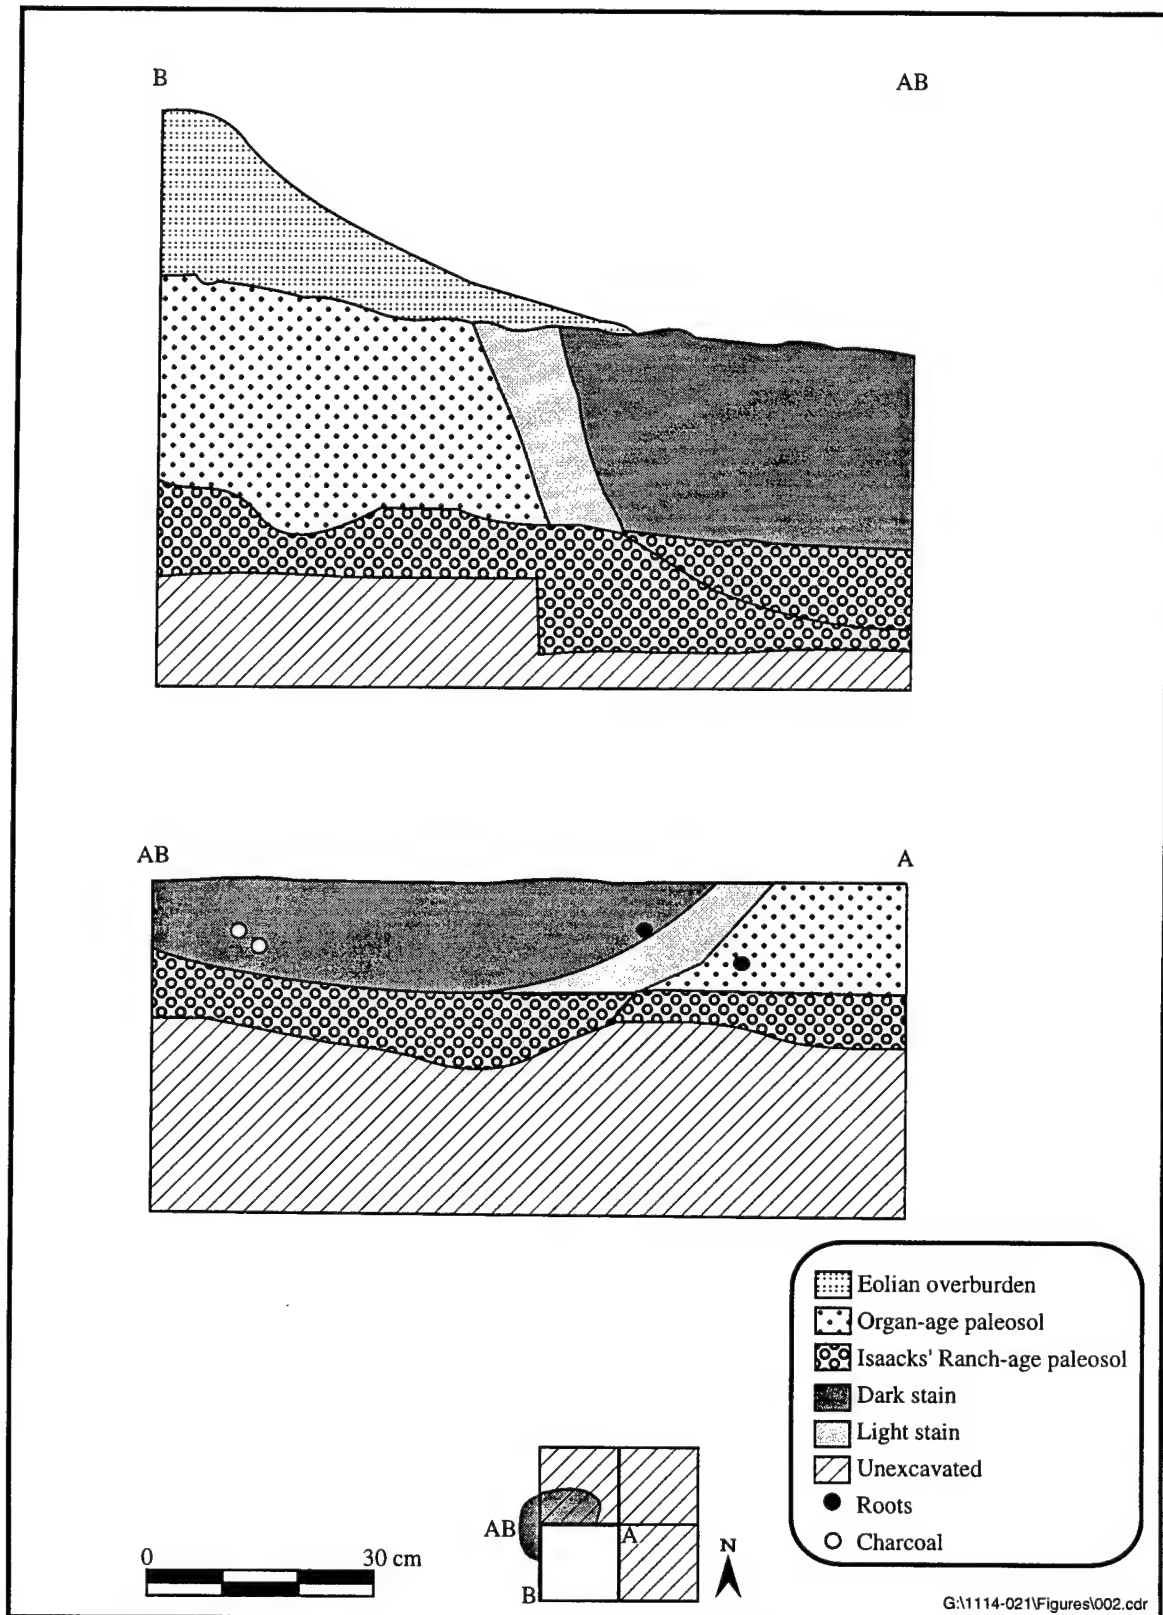 B
AB
AB
A
Eolian overburden
Organ-age paleosol
Isaacks' Ranch-age paleosol
Dark stain
Light stain
Unexcavated
Roots
Charcoal
AB
A
B
N
0
30 cm
G:\1114-021\Figures\002.cdr